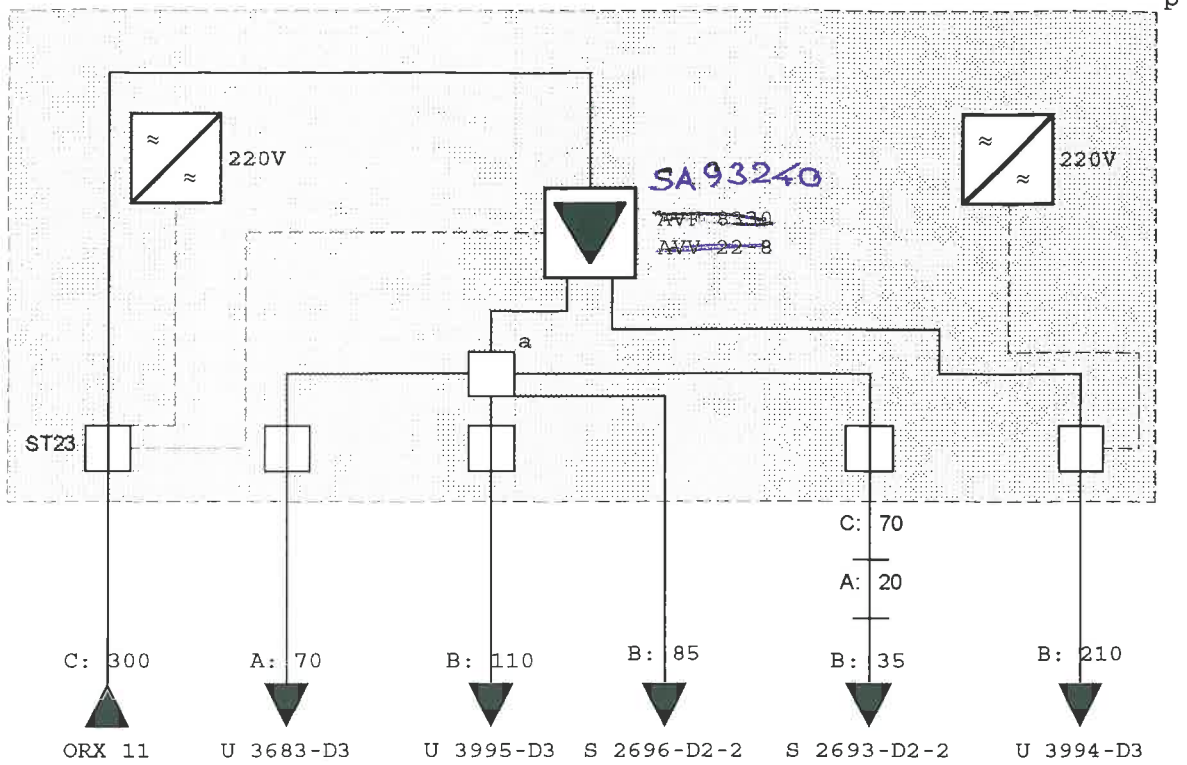 p
220V
SA 93240
220V
AVF 8330
AVV 22-8
a
ST23
C: 70
A: 20
C: 300
A: 70
B: 110
B: 85
B: 35
B: 210
ORX 11
U 3683-D3
U 3995-D3
S 2696-D2-2
S 2693-D2-2
U 3994-D3